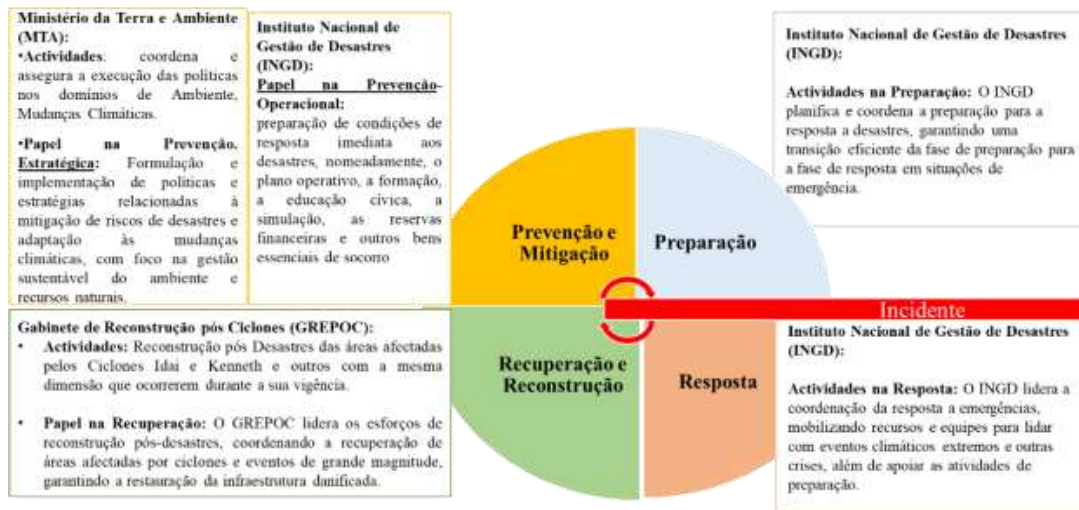 Ministério da Terra e Ambiente
(MTA):
•Actividades: coordena e
assegura a execução das políticas
nos domínios de Ambiente,
Mudanças Climáticas.
•Papel na Prevenção.
Estratégica: Formulação e
implementação de políticas e
estratégias relacionadas à
mitigação de riscos de desastres e
adaptação às mudanças
climáticas, com foco na gestão
sustentável do ambiente e
recursos naturais.
Instituto Nacional de
Gestão de Desastres
(INGD):
Papel na Prevenção-
Operacional:
preparação de condições de
resposta imediata aos
desastres, nomeadamente, o
plano operativo, a formação,
a educação cívica, a
simulação, as reservas
financeiras e outros bens
essenciais de socorro
Instituto Nacional de Gestão de Desastres
(INGD):
Actividades na Preparação: O INGD
planifica e coordena a preparação para a
resposta a desastres, garantindo uma
transição eficiente da fase de preparação para
a fase de resposta em situações de
emergência.
Prevenção e
Mitigação
Preparação
Incidente
Gabinete de Reconstrução pós Ciclones (GREPOC):
• Actividades: Reconstrução pós Desastres das áreas afectadas
pelos Ciclones Idai e Kenneth e outros com a mesma
dimensão que ocorrerem durante a sua vigência.
• Papel na Recuperação: O GREPOC lidera os esforços de
reconstrução pós-desastres, coordenando a recuperação de
áreas afectadas por ciclones e eventos de grande magnitude,
garantindo a restauração da infraestrutura danificada.
Recuperação e
Reconstrução
Resposta
Instituto Nacional de Gestão de Desastres
(INGD):
Actividades na Resposta: O INGD lidera a
coordenação da resposta a emergências,
mobilizando recursos e equipes para lidar
com eventos climáticos extremos e outras
crises, além de apoiar as atividades de
preparação.